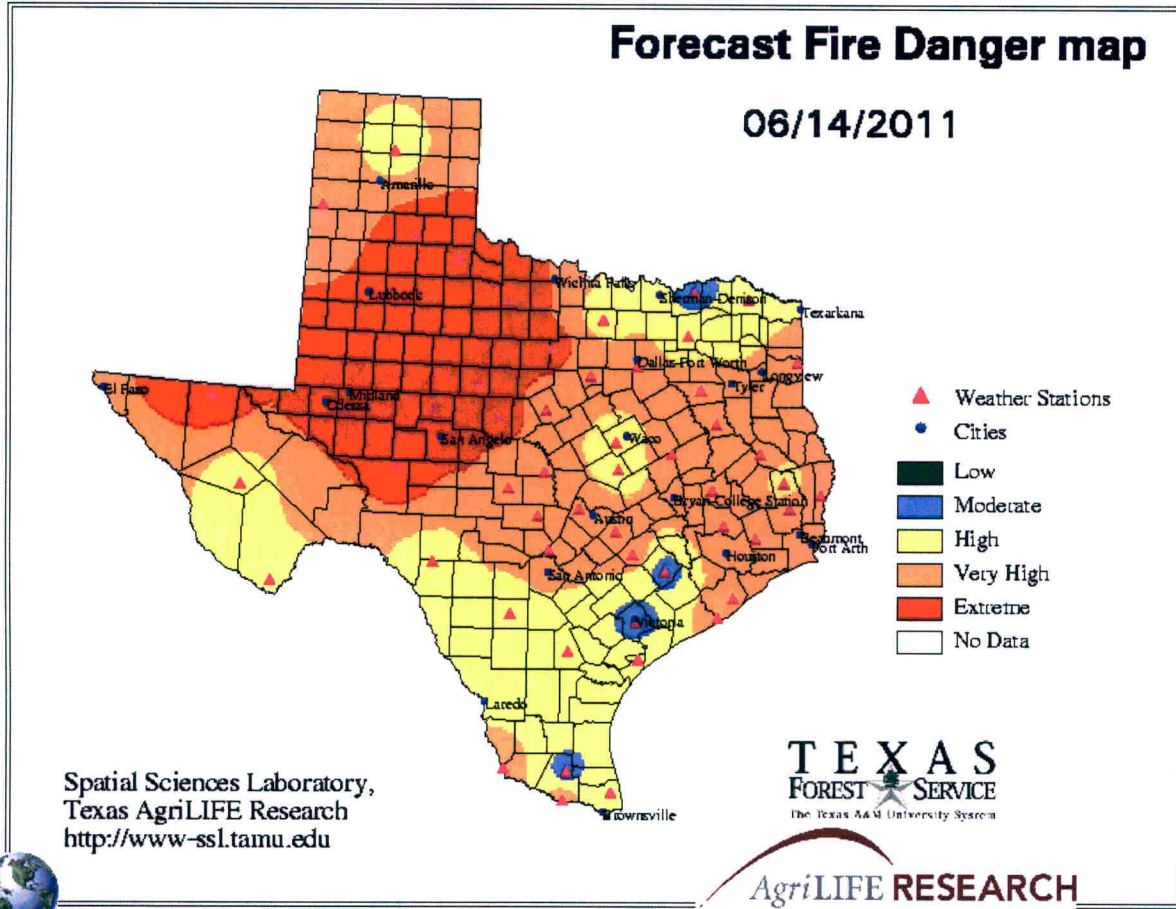 Forecast Fire Danger map
06/14/2011
Amarillo
Lubbock
Wichita Falls
Sherman-Denison
Texarkana
Dallas Fort Worth
Longview
Tyler
El Paso
Midland
Odessa
San Angelo
Waco
Bryan College Station
Austin
Beaumont
Port Arth
Houston
San Antonio
Victoria
Laredo
Brownsville
Weather Stations
Cities
Low
Moderate
High
Very High
Extreme
No Data
Spatial Sciences Laboratory,
Texas AgriLIFE Research
http://www-ssl.tamu.edu
TEXAS
FOREST SERVICE
The Texas A&M University System
AgriLIFE RESEARCH